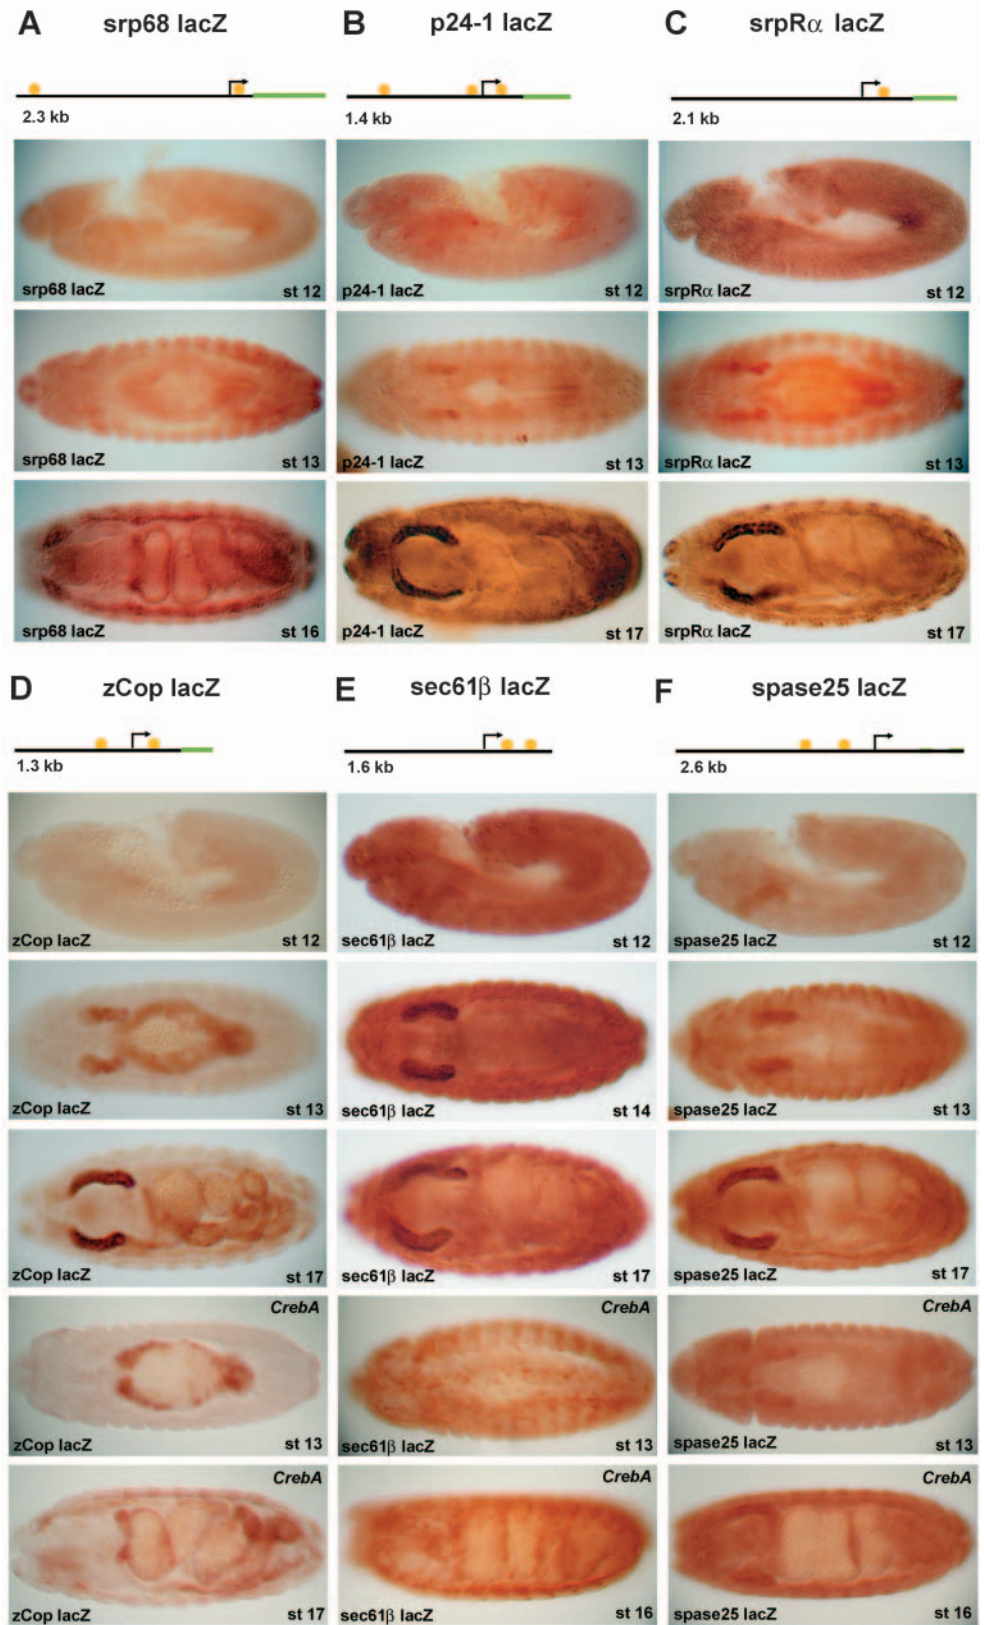 A srp68 lacZ B p24-1 lacZ C srpRα lacZ
2.3 kb 1.4 kb 2.1 kb
srp68 lacZ st 12 p24-1 lacZ st 12 srpRα lacZ st 12
srp68 lacZ st 13 p24-1 lacZ st 13 srpRα lacZ st 13
srp68 lacZ st 16 p24-1 lacZ st 17 srpRα lacZ st 17
D zCop lacZ E sec61β lacZ F spase25 lacZ
1.3 kb 1.6 kb 2.6 kb
zCop lacZ st 12 sec61β lacZ st 12 spase25 lacZ st 12
zCop lacZ st 13 sec61β lacZ st 14 spase25 lacZ st 13
zCop lacZ st 17 sec61β lacZ st 17 spase25 lacZ st 17
CrebA CrebA CrebA
zCop lacZ st 13 sec61β lacZ st 13 spase25 lacZ st 13
CrebA CrebA CrebA
zCop lacZ st 17 sec61β lacZ st 16 spase25 lacZ st 16